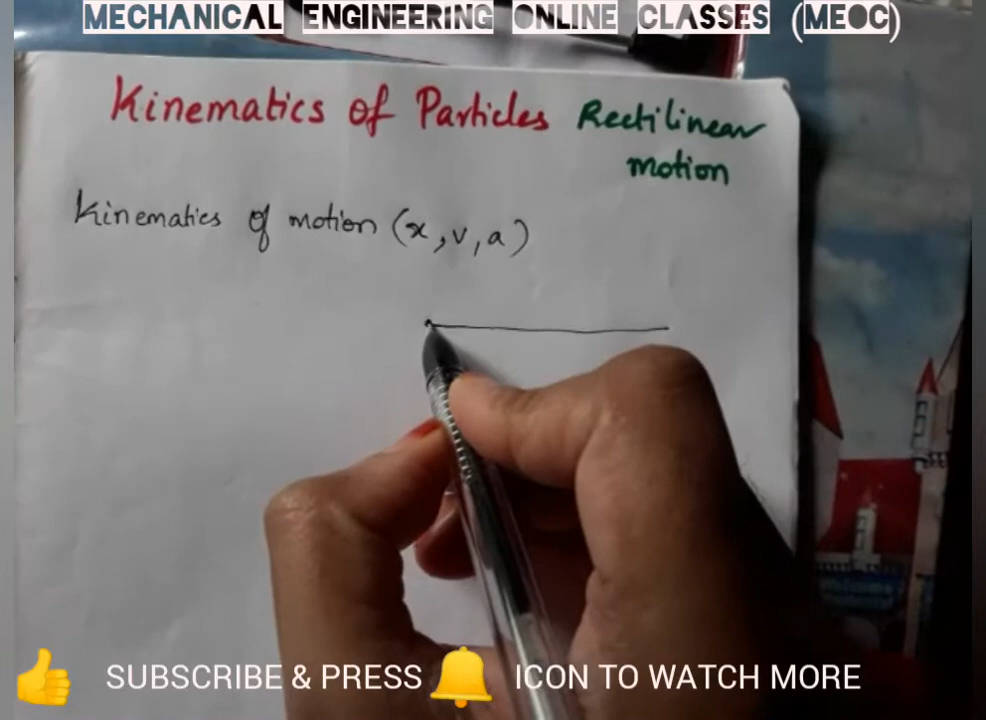 MECHANICAL ENGINEERING ONLINE CLASSES (MEOC)
Kinematics of Particles Rectilinear
motion
Kinematics of motion (x, v, a)
Welcome
SUBSCRIBE & PRESS ICON TO WATCH MORE